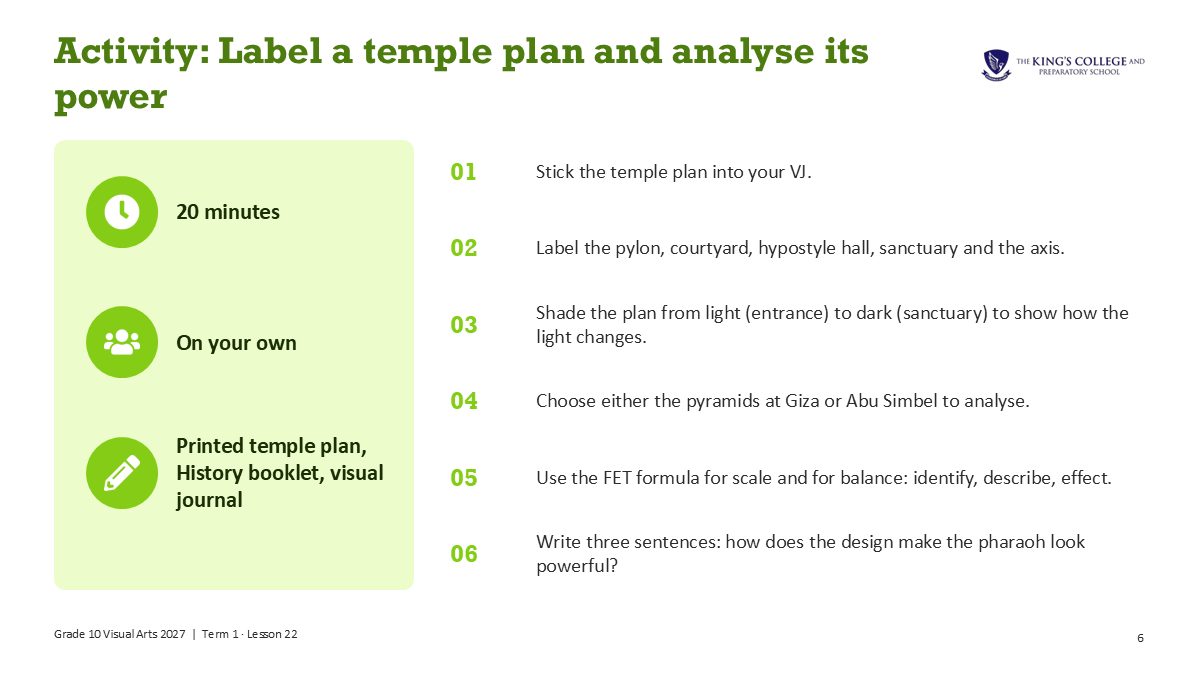 Activity: Label a temple plan and analyse its
power
THE KING'S COLLEGE AND
PREPARATORY SCHOOL
20 minutes
On your own
Printed temple plan,
History booklet, visual
journal
01
Stick the temple plan into your VJ.
02
Label the pylon, courtyard, hypostyle hall, sanctuary and the axis.
03
Shade the plan from light (entrance) to dark (sanctuary) to show how the
light changes.
04
Choose either the pyramids at Giza or Abu Simbel to analyse.
05
Use the FET formula for scale and for balance: identify, describe, effect.
06
Write three sentences: how does the design make the pharaoh look
powerful?
Grade 10 Visual Arts 2027 | Term 1 · Lesson 22
6